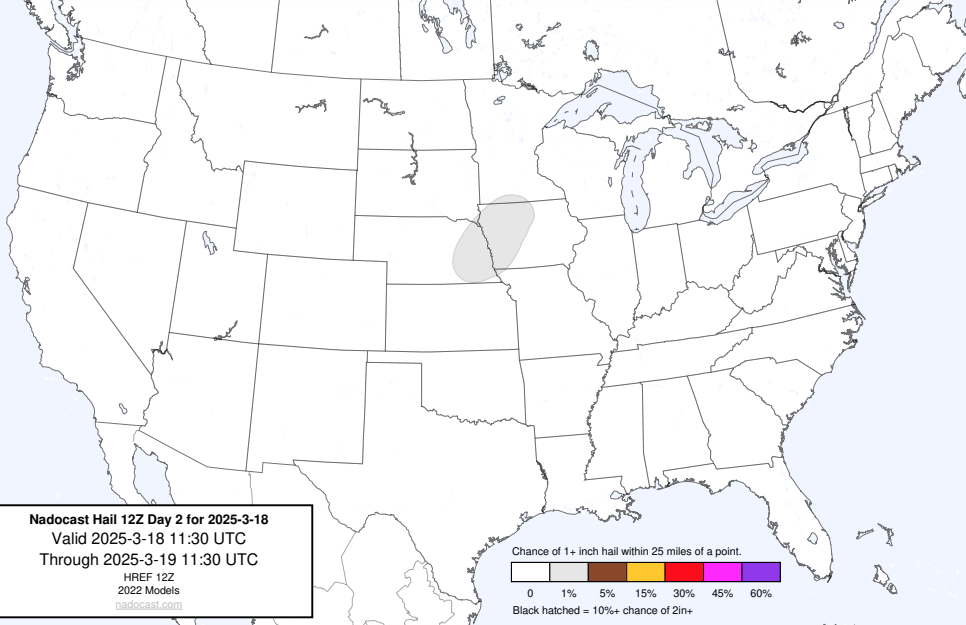 Nadocast Hail 12Z Day 2 for 2025-3-18
Valid 2025-3-18 11:30 UTC
Through 2025-3-19 11:30 UTC
HREF 12Z
2022 Models
nadocast.com
Chance of 1+ inch hail within 25 miles of a point.
0 1% 5% 15% 30% 45% 60%
Black hatched = 10%+ chance of 2in+